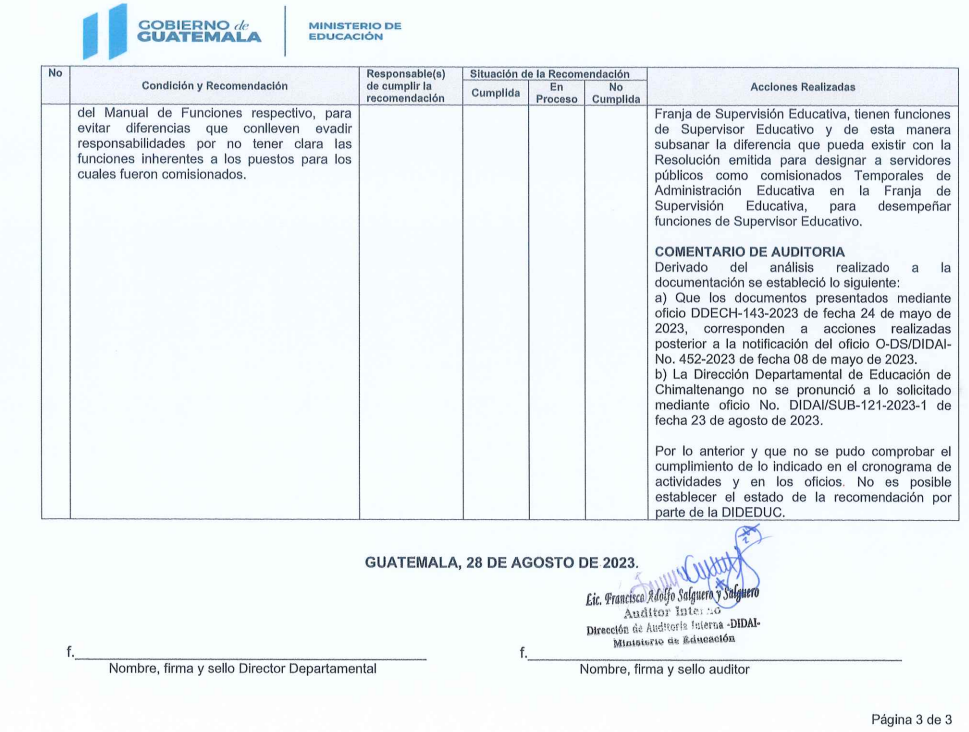 GOBIERNO de
GUATEMALA
MINISTERIO DE
EDUCACIÓN
No
Condición y Recomendación
Responsable(s)
de cumplir la
recomendación
Situación de la Recomendación
Cumplida
En
Proceso
No
Cumplida
Acciones Realizadas
del Manual de Funciones respectivo, para
evitar diferencias que conlleven evadir
responsabilidades por no tener clara las
funciones inherentes a los puestos para los
cuales fueron comisionados.
Franja de Supervisión Educativa, tienen funciones
de Supervisor Educativo y de esta manera
subsanar la diferencia que pueda existir con la
Resolución emitida para designar a servidores
públicos como comisionados Temporales de
Administración Educativa en la Franja de
Supervisión Educativa, para desempeñar
funciones de Supervisor Educativo.
COMENTARIO DE AUDITORIA
Derivado del análisis realizado a la
documentación se estableció lo siguiente:
a) Que los documentos presentados mediante
oficio DDECH-143-2023 de fecha 24 de mayo de
2023, corresponden a acciones realizadas
posterior a la notificación del oficio O-DS/DIDAI-
No. 452-2023 de fecha 08 de mayo de 2023.
b) La Dirección Departamental de Educación de
Chimaltenango no se pronunció a lo solicitado
mediante oficio No. DIDAI/SUB-121-2023-1 de
fecha 23 de agosto de 2023.
Por lo anterior y que no se pudo comprobar el
cumplimiento de lo indicado en el cronograma de
actividades y en los oficios. No es posible
establecer el estado de la recomendación por
parte de la DIDEDUC.
GUATEMALA, 28 DE AGOSTO DE 2023.
Lic. Francisco Adolfo Salguero y Salguero
Auditor Interno
Dirección de Auditoría Interna -DIDAI-
Ministerio de Educación
f.
Nombre, firma y sello Director Departamental
f.
Nombre, firma y sello auditor
Página 3 de 3